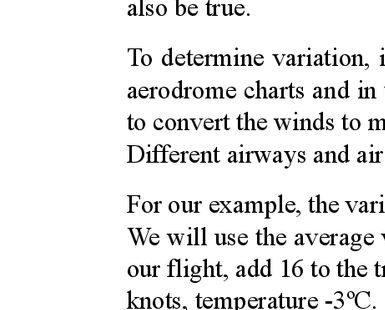 also be true.
To determine variation,
aerodrome charts and in
to convert the winds to
Different airways and air
For our example, the vari
We will use the average
our flight, add 16 to the
knots, temperature -3ºC.